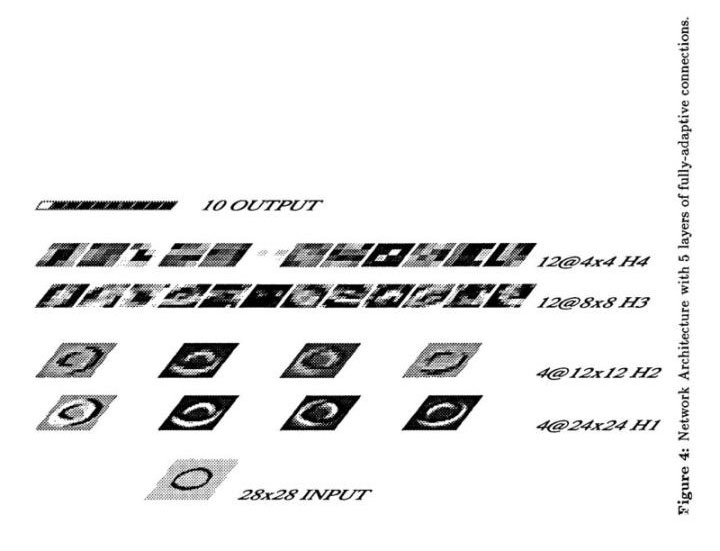 10 OUTPUT
12@4x4 H4
12@8x8 H3
4@12x12 H2
4@24x24 H1
28x28 INPUT
Figure 4: Network Architecture with 5 layers of fully-adaptive connections.